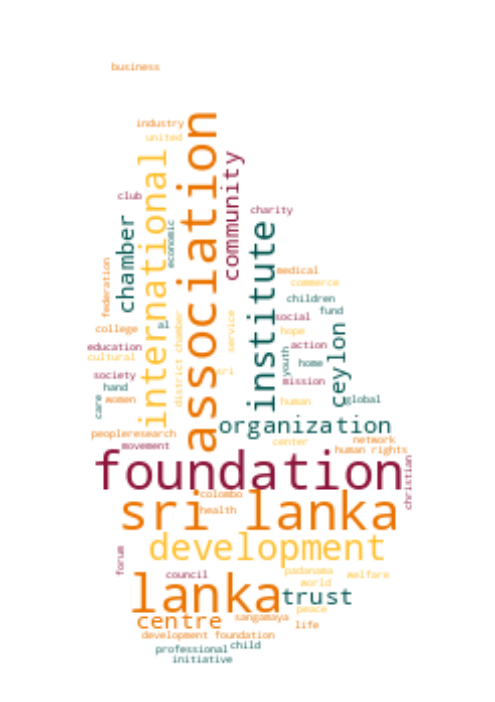 business
industry
united
association
international
community
club
charity
chamber
economic
institute
federation
medical
commerce
children
fund
al
social
college
service
district chamber
hope
ceylon
education
action
cultural
youth
home
society
mission
hand
women
care
human
global
organization
peopleresearch
center
network
movement
human rights
foundation
christian
colombo
sri lanka
health
development
forum
council
padanama
welfare
world
lanka
trust
peace
centre
sangamaya
life
development foundation
child
professional
initiative